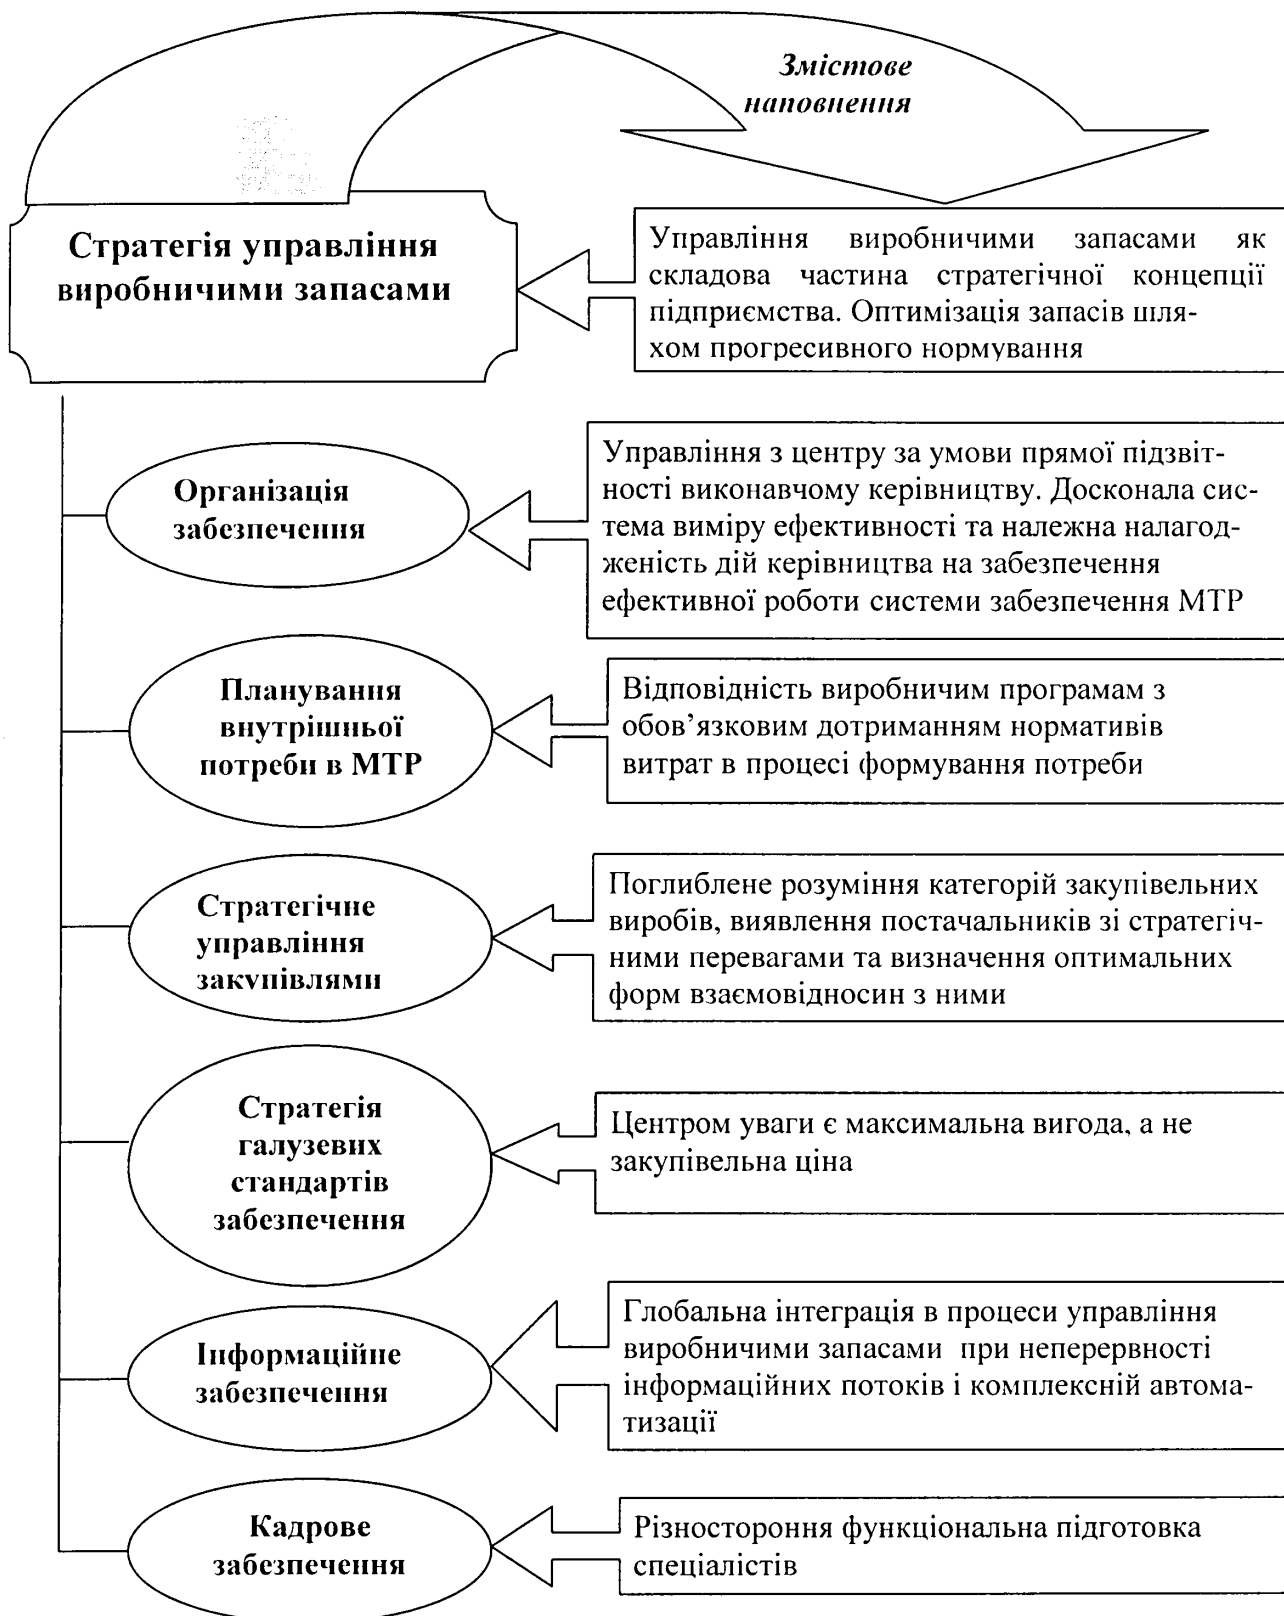 Змістове
наповнення
Стратегія управління
виробничими запасами
Управління виробничими запасами як
складова частина стратегічної концепції
підприємства. Оптимізація запасів шля-
хом прогресивного нормування
Організація
забезпечення
Управління з центру за умови прямої підзвіт-
ності виконавчому керівництву. Досконала сис-
тема виміру ефективності та належна налагод-
женість дій керівництва на забезпечення
ефективної роботи системи забезпечення МТР
Планування
внутрішньої
потреби в МТР
Відповідність виробничим програмам з
обов’язковим дотриманням нормативів
витрат в процесі формування потреби
Стратегічне
управління
закупівлями
Поглиблене розуміння категорій закупівельних
виробів, виявлення постачальників зі стратегіч-
ними перевагами та визначення оптимальних
форм взаємовідносин з ними
Стратегія
галузевих
стандартів
забезпечення
Центром уваги є максимальна вигода, а не
закупівельна ціна
Інформаційне
забезпечення
Глобальна інтеграція в процеси управління
виробничими запасами при неперервності
інформаційних потоків і комплексній автома-
тизації
Кадрове
забезпечення
Різностороння функціональна підготовка
спеціалістів